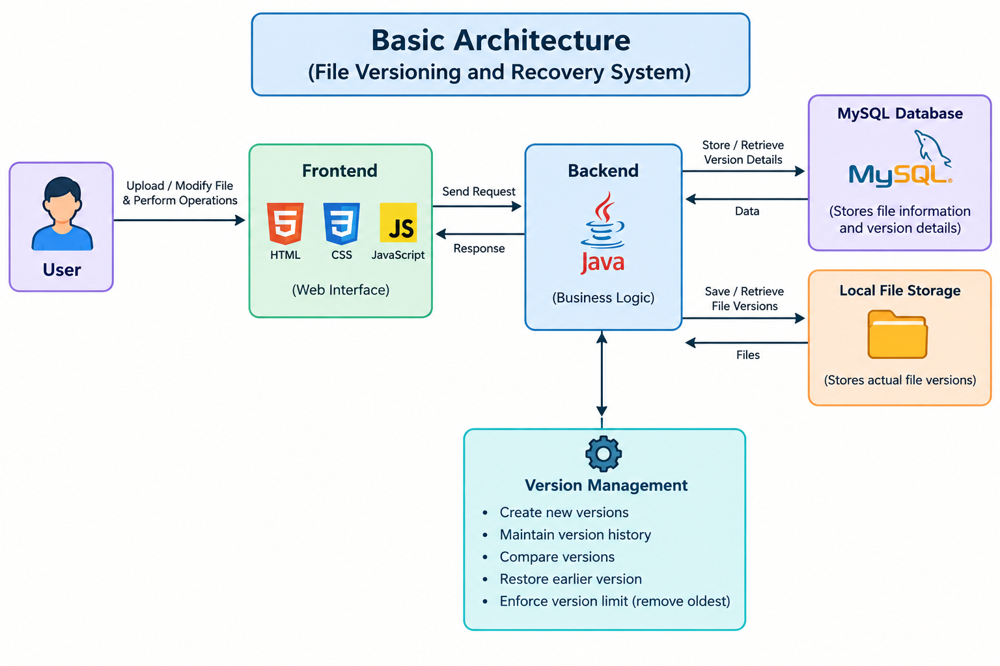 Basic Architecture
(File Versioning and Recovery System)
User
Upload / Modify File
& Perform Operations
Frontend
5
3
JS
HTML
CSS
JavaScript
(Web Interface)
Send Request
Response
Backend
Java
(Business Logic)
Store / Retrieve
Version Details
Data
MySQL Database
MySQL®
(Stores file information
and version details)
Save / Retrieve
File Versions
Files
Local File Storage
(Stores actual file versions)
Version Management
• Create new versions
• Maintain version history
• Compare versions
• Restore earlier version
• Enforce version limit (remove oldest)